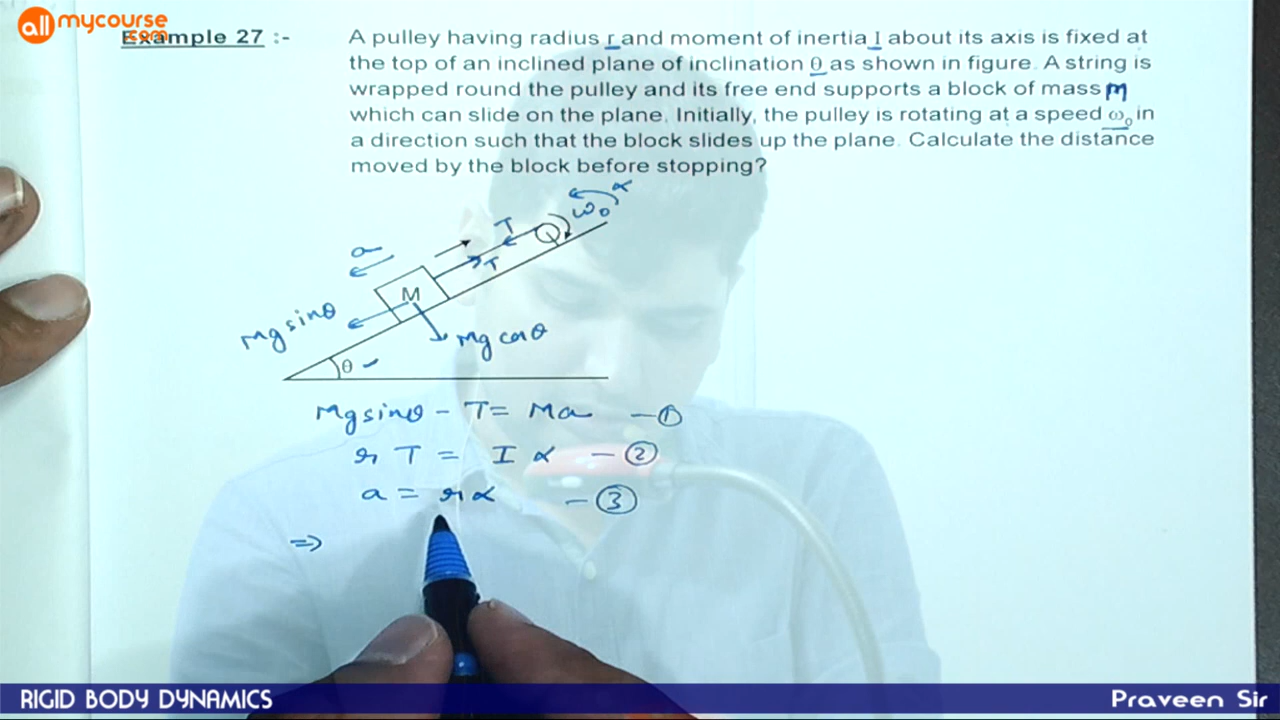 allmycourse.com
Example 27 :- A pulley having radius r and moment of inertia I about its axis is fixed at
the top of an inclined plane of inclination θ as shown in figure. A string is
wrapped round the pulley and its free end supports a block of mass M
which can slide on the plane. Initially, the pulley is rotating at a speed ω₀ in
a direction such that the block slides up the plane. Calculate the distance
moved by the block before stopping?
α
ω₀
T
T
a
M
Mg sinθ
Mg cosθ
θ
Mg sinθ - T = Ma —①
r T = I α —②
a = rα —③
⇒
RIGID BODY DYNAMICS
Praveen Sir